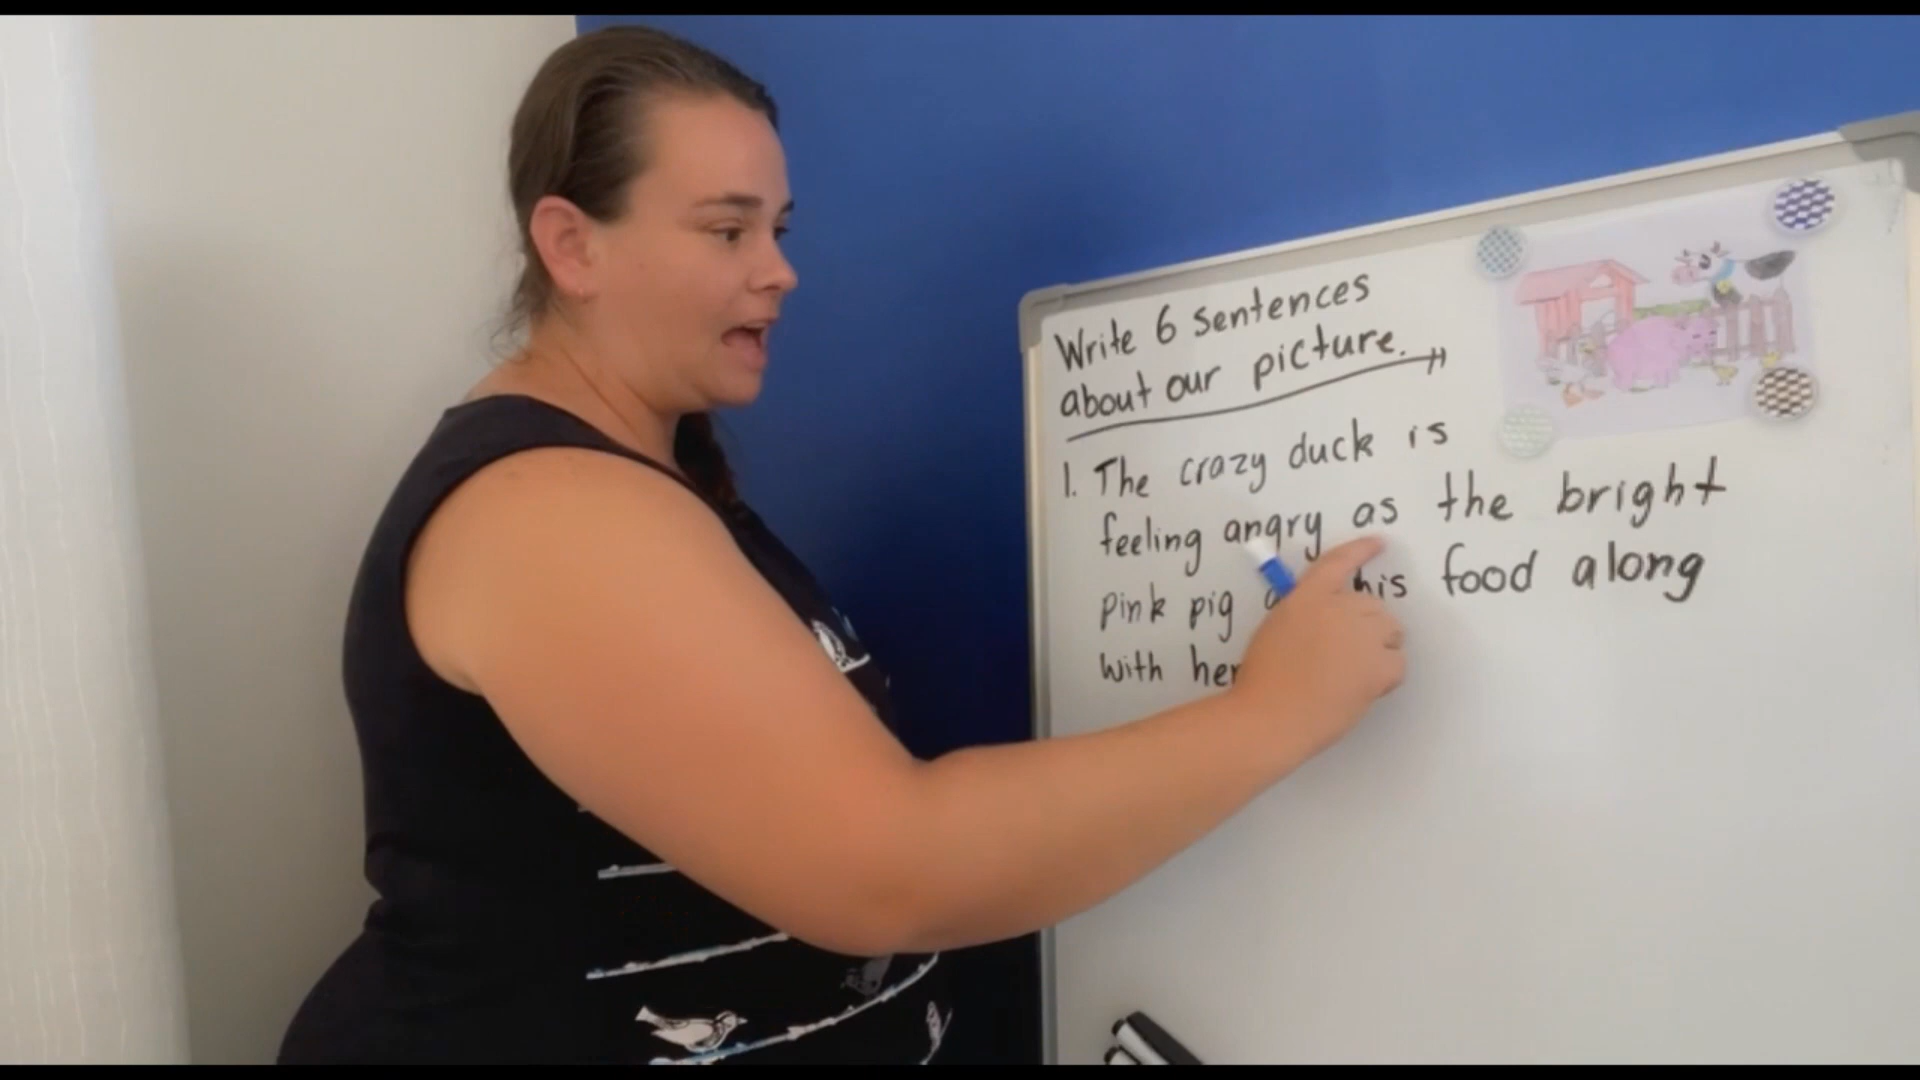 Write 6 sentences
about our picture.
1. The crazy duck is
feeling angry as the bright
pink pig his food along
with her